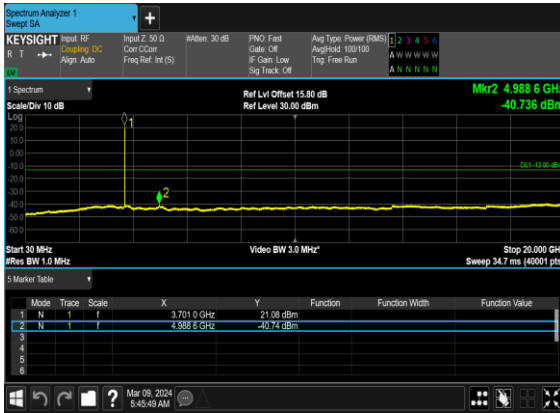 Spectrum Analyzer 1
Swept SA
KEYSIGHT Input: RF Input Z: 50 Ω #Atten: 30 dB PNO: Fast Avg Type: Power (RMS) 1 2 3 4 5 6
R T Coupling: DC Corr CCorr Gate: Off Avg|Hold: 100/100 A W W W W W
Align: Auto Freq Ref: Int (S) IF Gain: Low Trig: Free Run
Sig Track: Off A N N N N N
1 Spectrum
Ref Lvl Offset 15.80 dB Mkr2 4.988 6 GHz
Scale/Div 10 dB Ref Level 30.00 dBm -40.736 dBm
Log
20.0
10.0
0.00
-10.0
-20.0
-30.0
-40.0
-50.0
-60.0
1
2
DL1 -13.00 dBm
Start 30 MHz Video BW 3.0 MHz* Stop 20.000 GHz
#Res BW 1.0 MHz Sweep 34.7 ms (40001 pts)
5 Marker Table
Mode Trace Scale X Y Function Function Width Function Value
1 N 1 f 3.701 0 GHz 21.08 dBm
2 N 1 f 4.988 6 GHz -40.74 dBm
3
4
5
6
Mar 09, 2024
5:45:49 AM